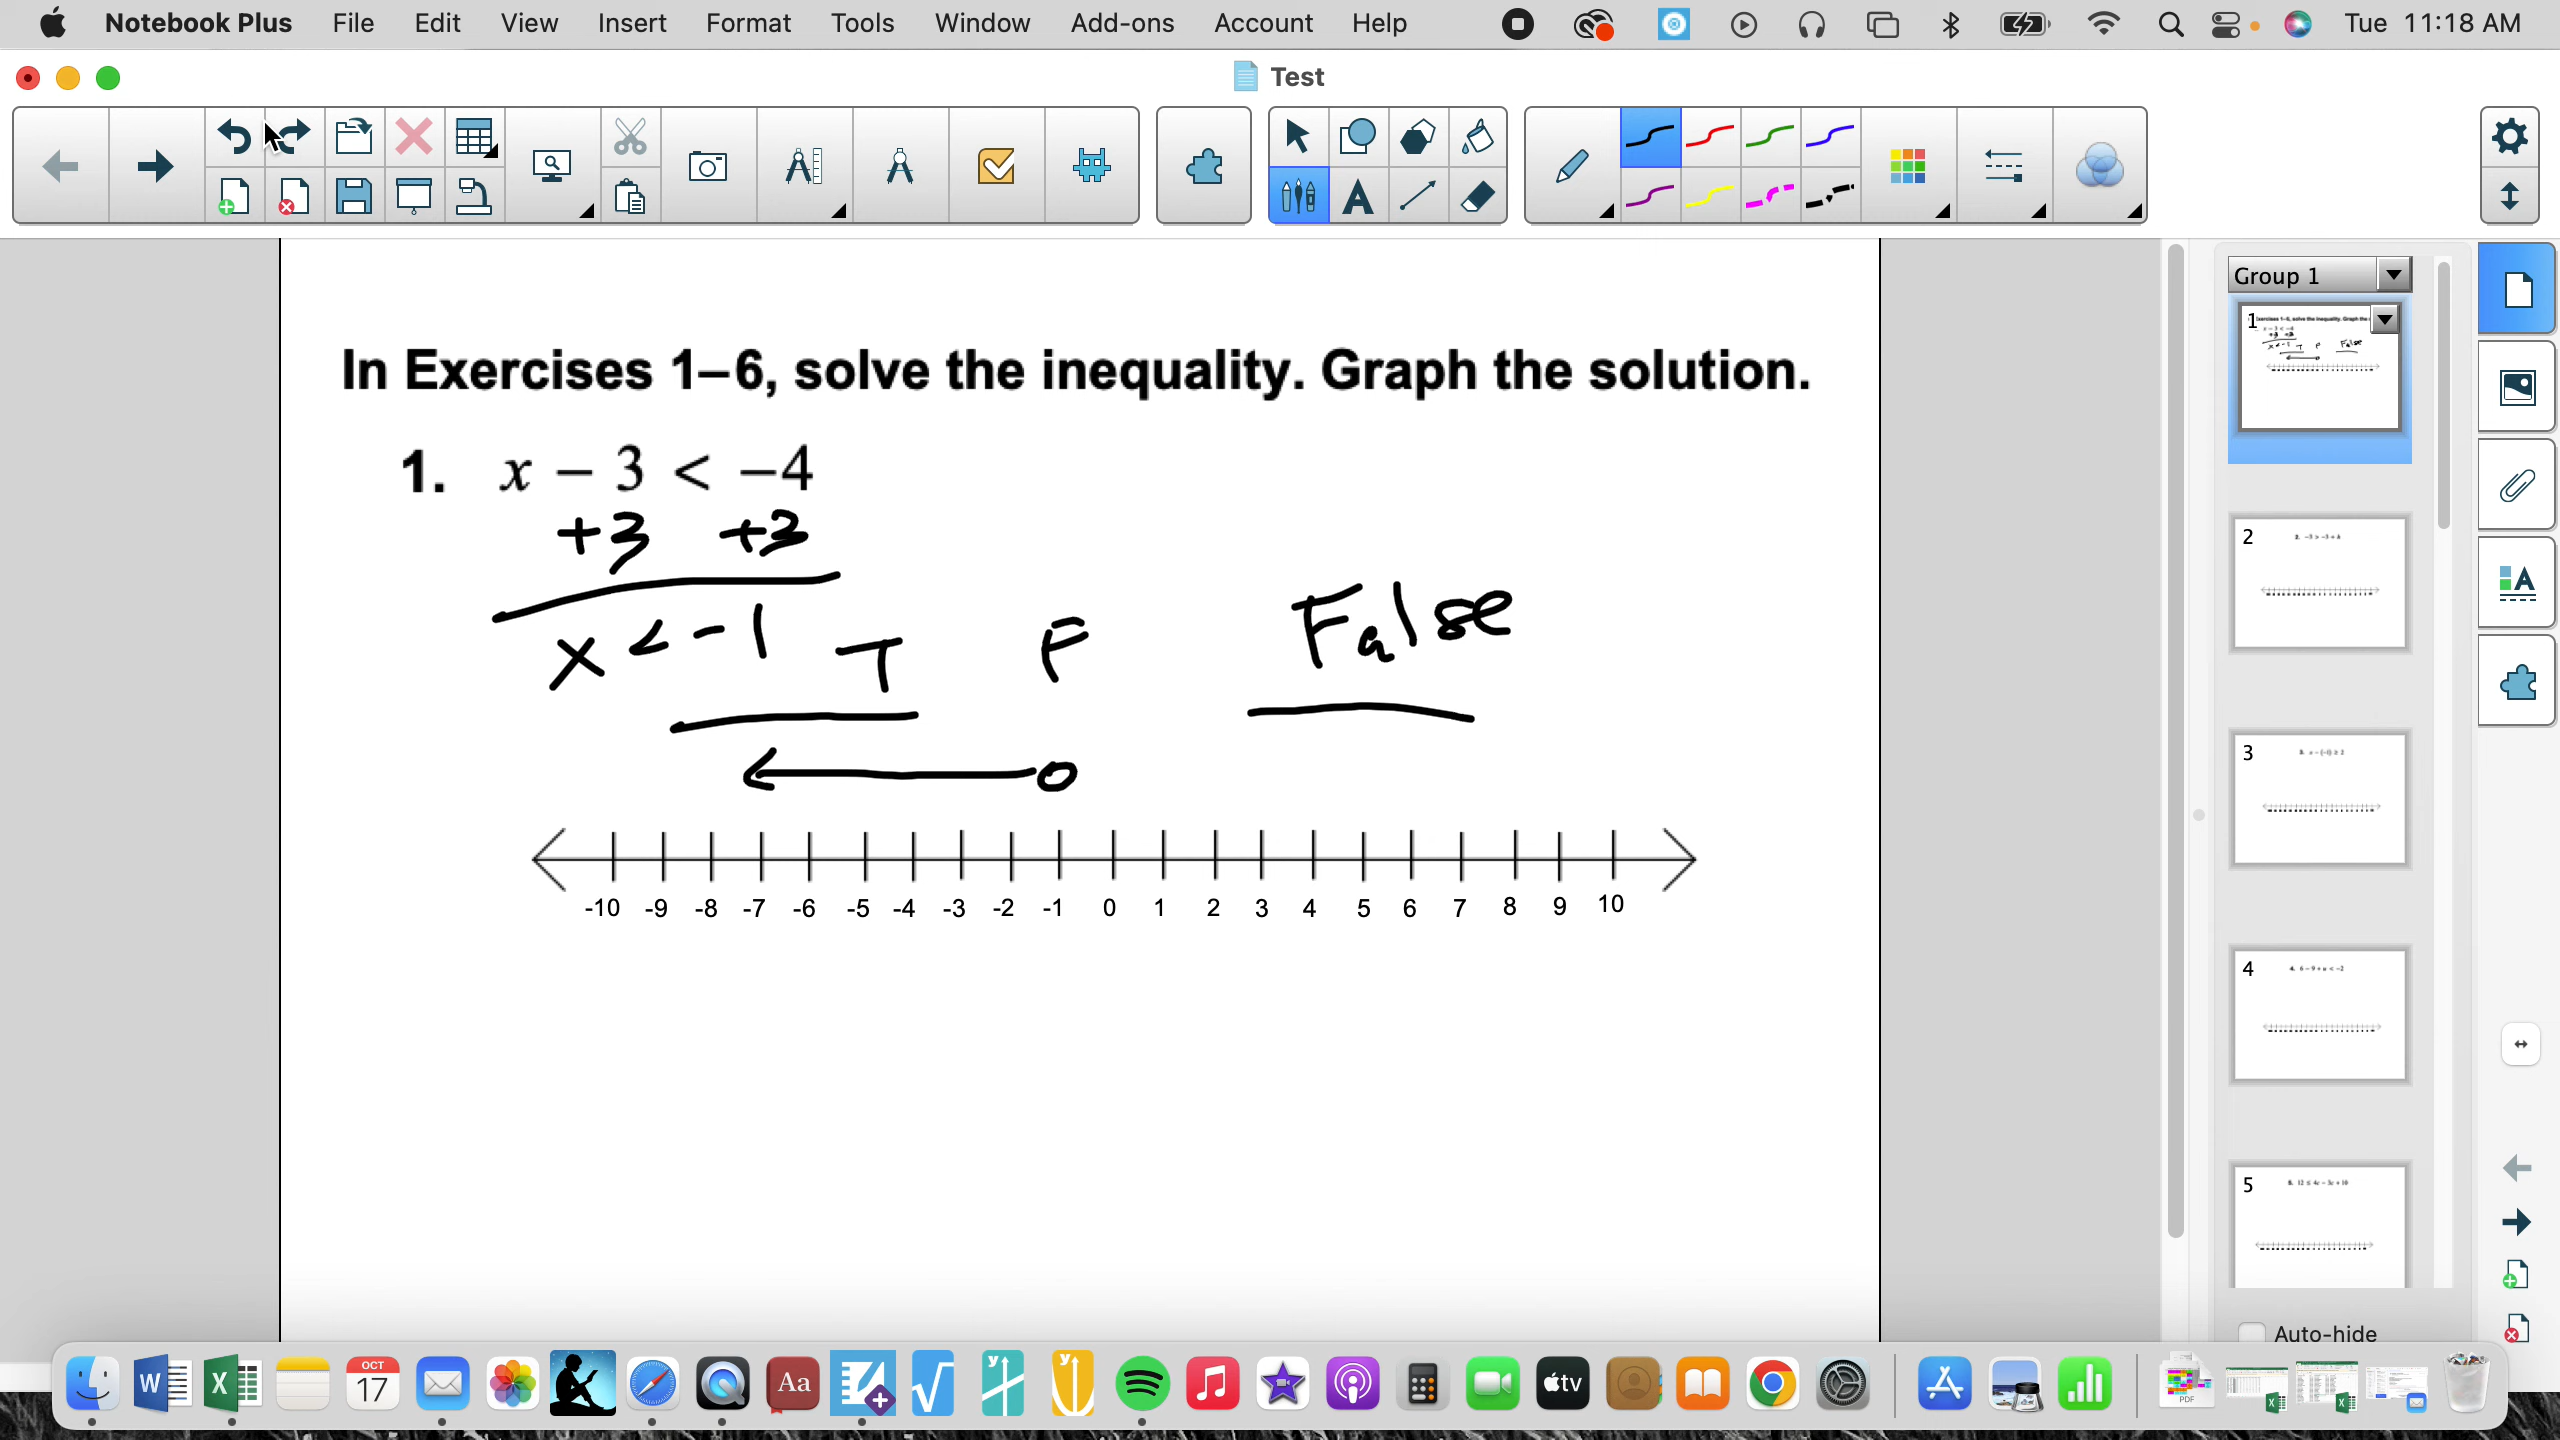 Notebook Plus File Edit View Insert Format Tools Window Add-ons Account Help Tue 11:18 AM
Test
Group 1
In Exercises 1–6, solve the inequality. Graph the solution.
1. x − 3 < −4
+3 +3
x < -1 T F False
-10 -9 -8 -7 -6 -5 -4 -3 -2 -1 0 1 2 3 4 5 6 7 8 9 10
1
2
3
4
5
Auto-hide
OCT
17
Aa
tv
PDF